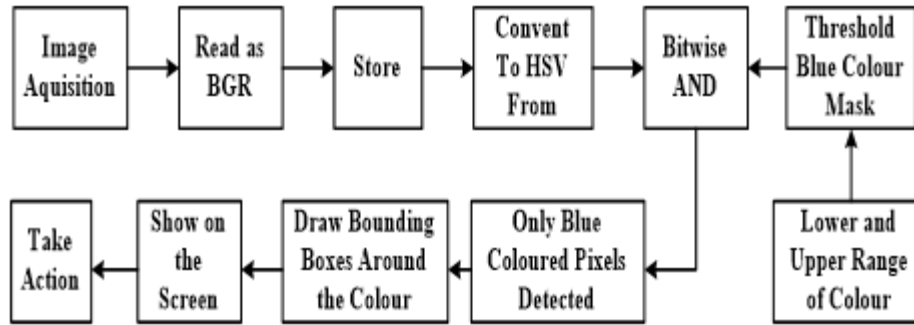 Image
Aquisition
Read as
BGR
Store
Convent
To HSV
From
Bitwise
AND
Threshold
Blue Colour
Mask
Take
Action
Show on
the
Screen
Draw Bounding
Boxes Around
the Colour
Only Blue
Coloured Pixels
Detected
Lower and
Upper Range
of Colour